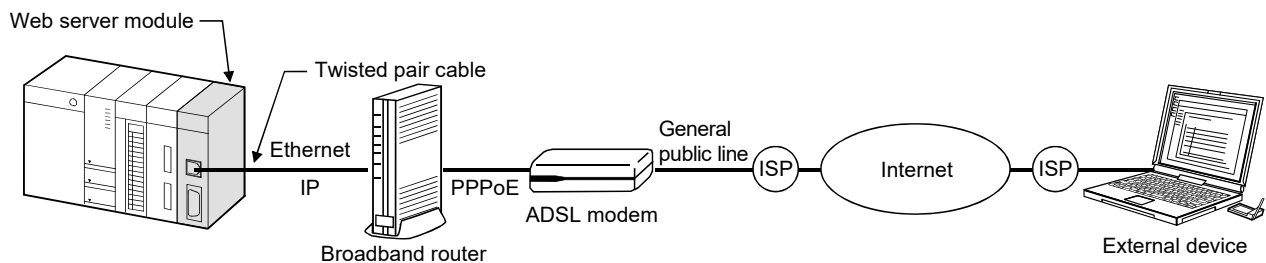 Web server module
Twisted pair cable
Ethernet
IP
Broadband router
PPPoE
ADSL modem
General
public line
ISP
Internet
ISP
External device